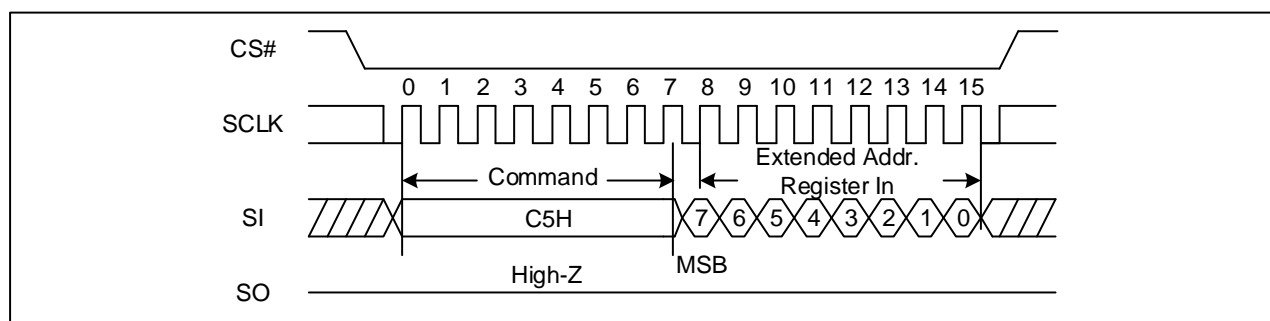 CS#
0 1 2 3 4 5 6 7 8 9 10 11 12 13 14 15
SCLK
Command
Extended Addr.
Register In
SI
C5H
7 6 5 4 3 2 1 0
High-Z
MSB
SO